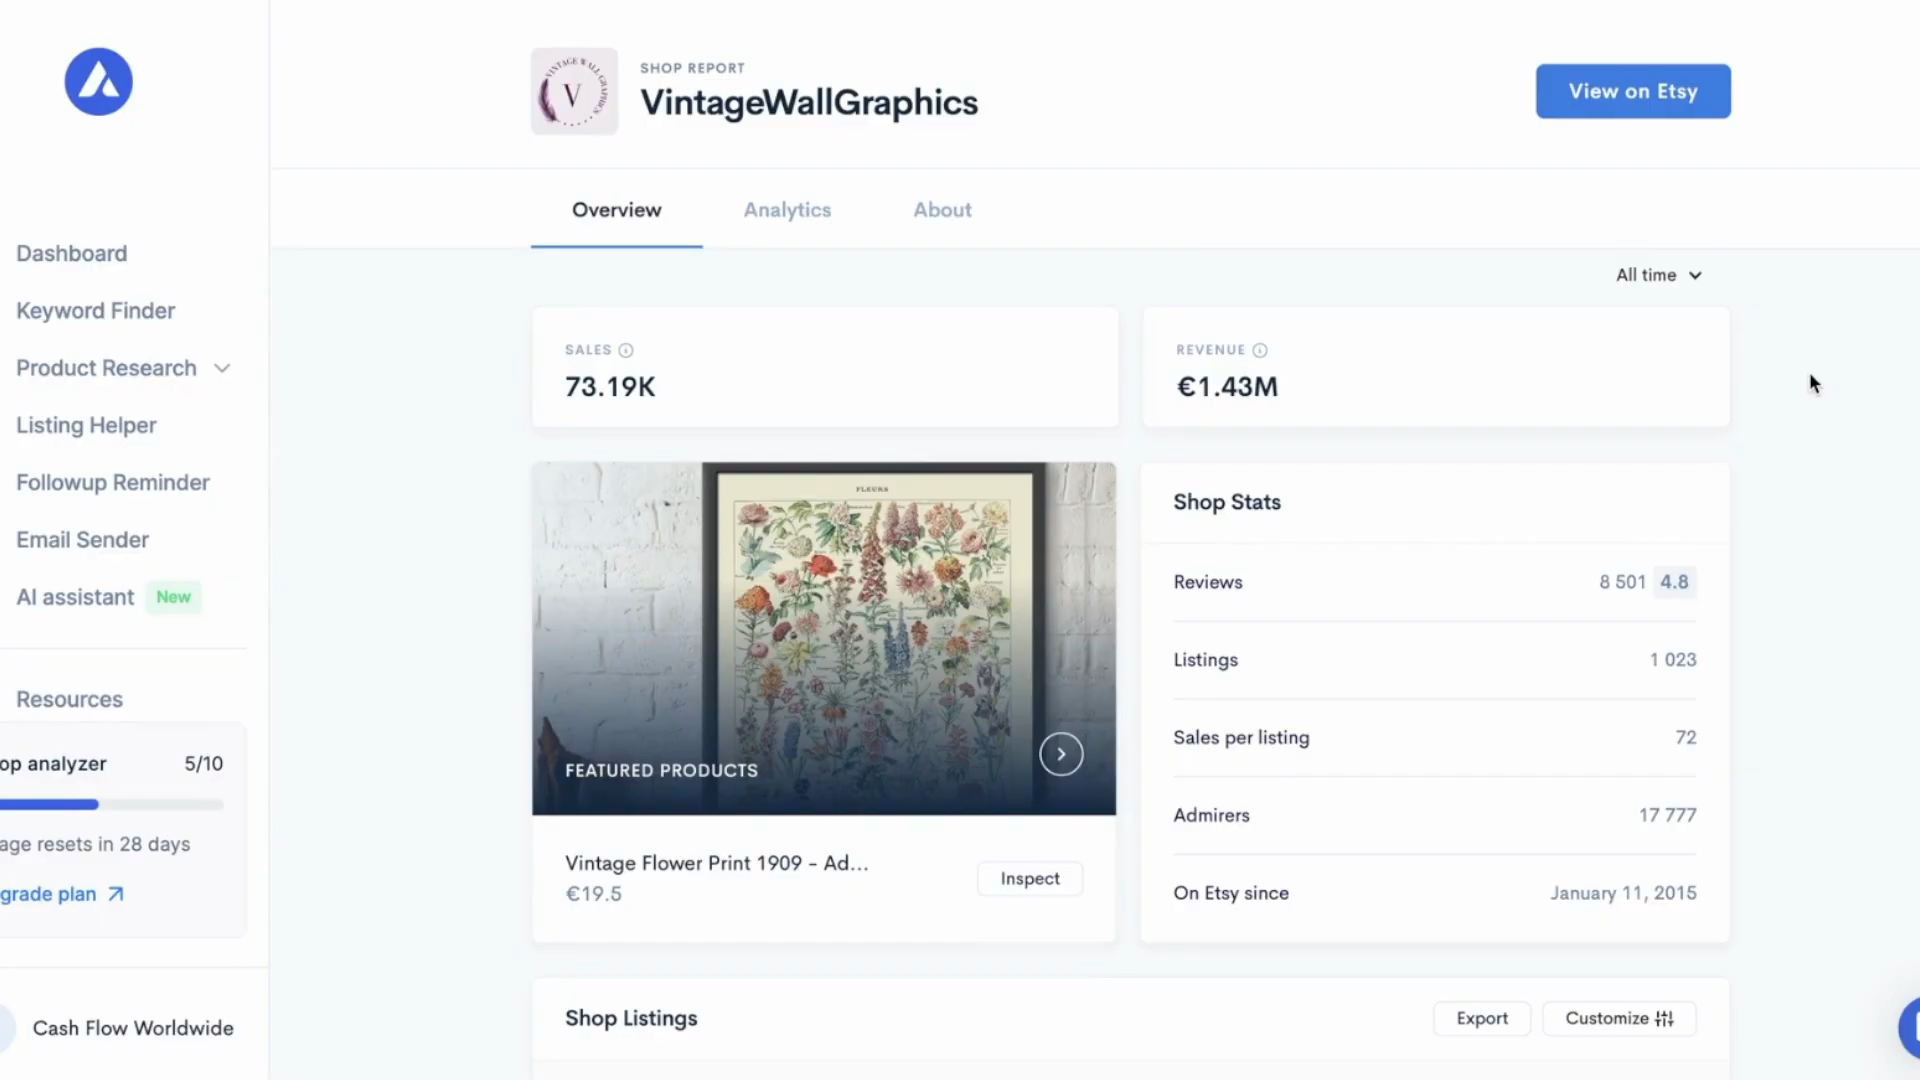 SHOP REPORT
VintageWallGraphics
View on Etsy
VINTAGE WALL GRAPHICS
V
Overview
Analytics
About
Dashboard
Keyword Finder
Product Research
Listing Helper
Followup Reminder
Email Sender
AI assistant New
Resources
op analyzer 5/10
age resets in 28 days
grade plan
Cash Flow Worldwide
All time
SALES
73.19K
REVENUE
€1.43M
FLEURS
FEATURED PRODUCTS
Vintage Flower Print 1909 - Ad...
€19.5
Inspect
Shop Stats
Reviews 8 501 4.8
Listings 1 023
Sales per listing 72
Admirers 17 777
On Etsy since January 11, 2015
Shop Listings
Export
Customize